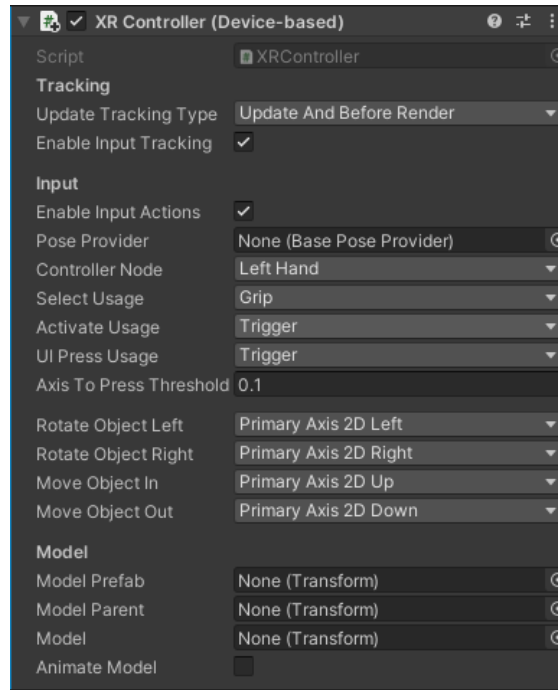 XR Controller (Device-based)
Script XRController
Tracking
Update Tracking Type Update And Before Render
Enable Input Tracking
Input
Enable Input Actions
Pose Provider None (Base Pose Provider)
Controller Node Left Hand
Select Usage Grip
Activate Usage Trigger
UI Press Usage Trigger
Axis To Press Threshold 0.1
Rotate Object Left Primary Axis 2D Left
Rotate Object Right Primary Axis 2D Right
Move Object In Primary Axis 2D Up
Move Object Out Primary Axis 2D Down
Model
Model Prefab None (Transform)
Model Parent None (Transform)
Model None (Transform)
Animate Model